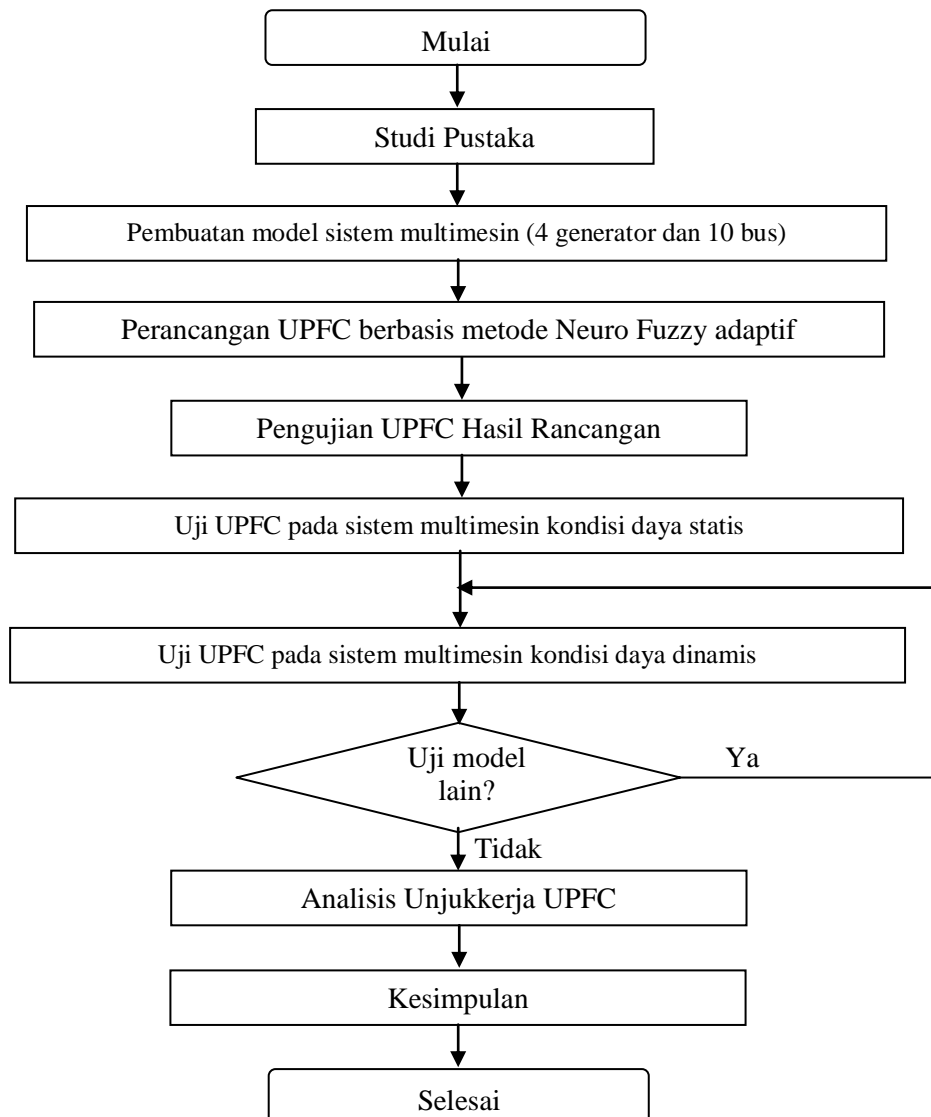 Mulai
Studi Pustaka
Pembuatan model sistem multimesin (4 generator dan 10 bus)
Perancangan UPFC berbasis metode Neuro Fuzzy adaptif
Pengujian UPFC Hasil Rancangan
Uji UPFC pada sistem multimesin kondisi daya statis
Uji UPFC pada sistem multimesin kondisi daya dinamis
Uji model
lain?
Ya
Tidak
Analisis Unjukkerja UPFC
Kesimpulan
Selesai